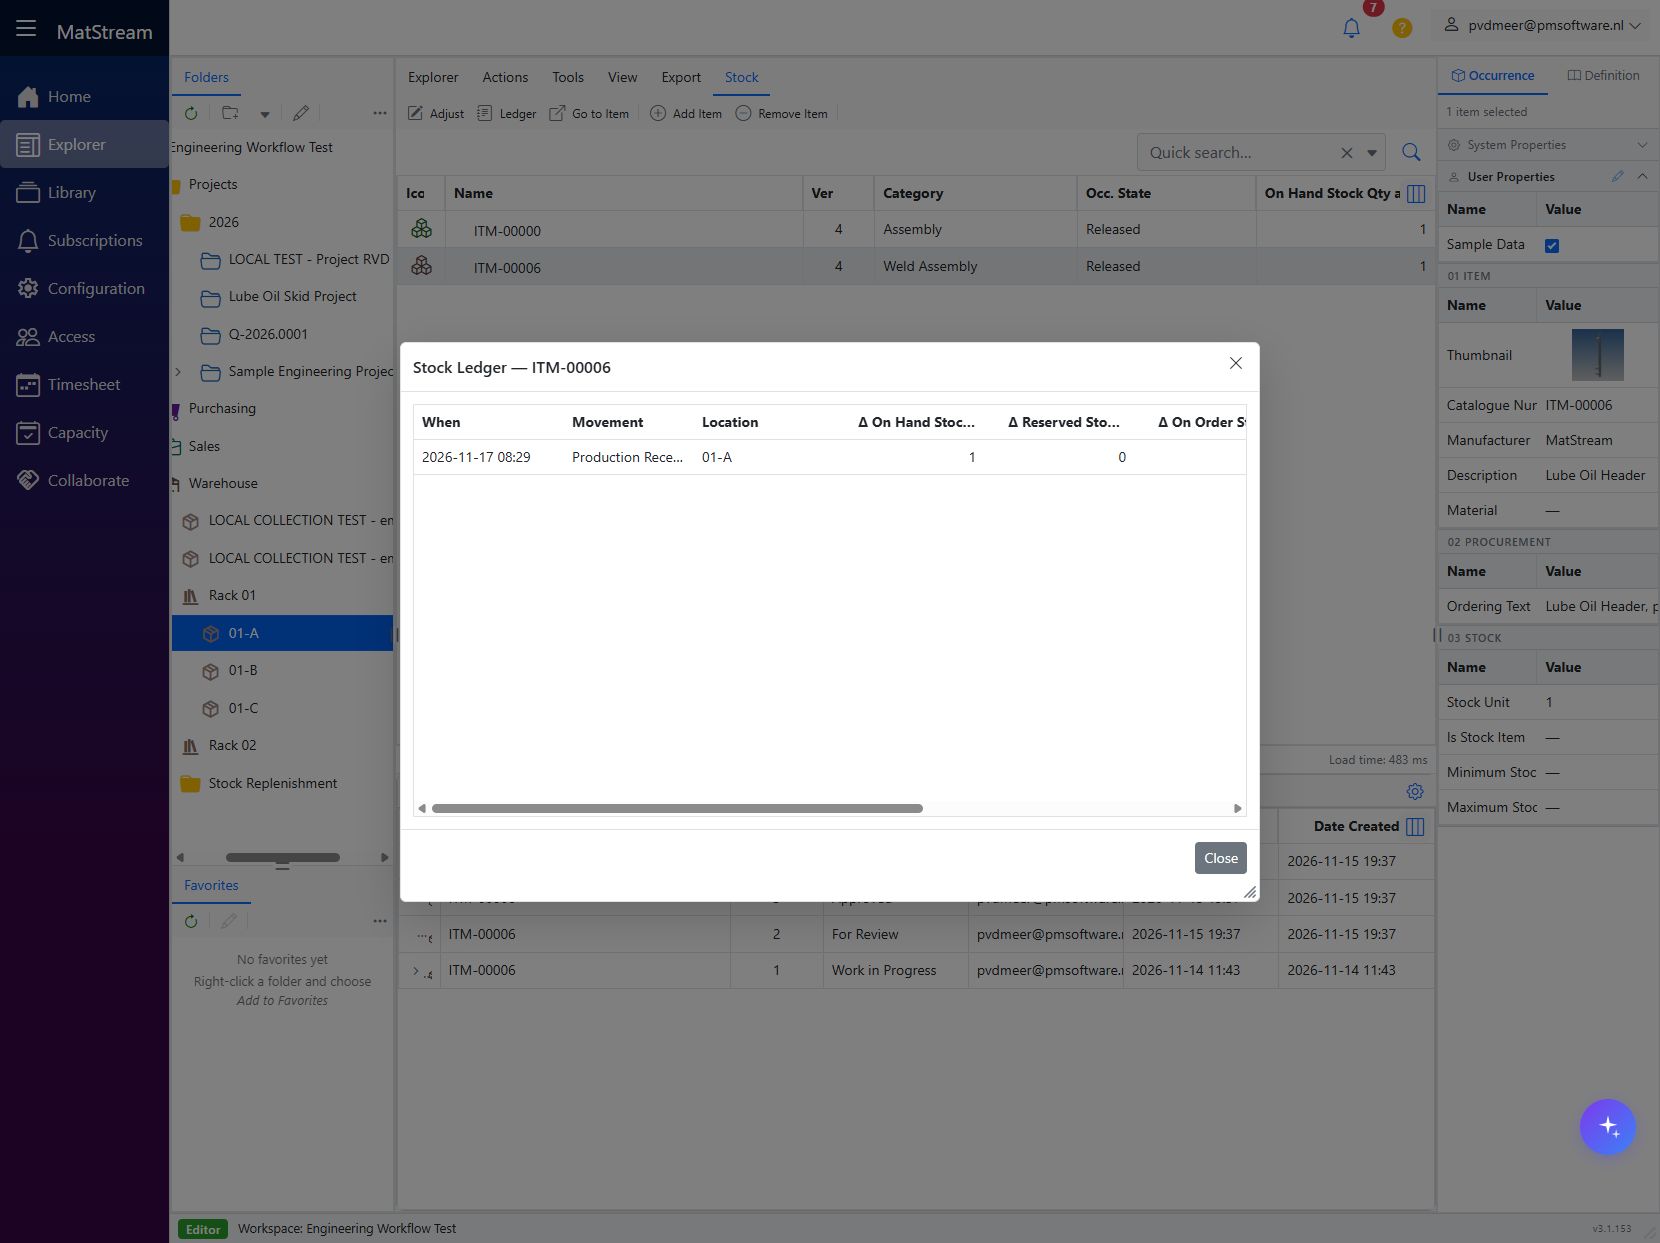 MatStream
7
?
pvdmeer@pmsoftware.nl
Home
Explorer
Library
Subscriptions
Configuration
Access
Timesheet
Capacity
Collaborate
Folders
Engineering Workflow Test
Projects
2026
LOCAL TEST - Project RVD
Lube Oil Skid Project
Q-2026.0001
Sample Engineering Projec
Purchasing
Sales
Warehouse
LOCAL COLLECTION TEST - em
LOCAL COLLECTION TEST - em
Rack 01
01-A
01-B
01-C
Rack 02
Stock Replenishment
Favorites
No favorites yet
Right-click a folder and choose
Add to Favorites
Explorer Actions Tools View Export Stock
Adjust Ledger Go to Item Add Item Remove Item
Quick search...
Ico Name Ver Category Occ. State On Hand Stock Qty a
ITM-00000 4 Assembly Released 1
ITM-00006 4 Weld Assembly Released 1
Stock Ledger — ITM-00006
When Movement Location Δ On Hand Stoc... Δ Reserved Sto... Δ On Order S
2026-11-17 08:29 Production Rece... 01-A 1 0
Close
Load time: 483 ms
Date Created
2026-11-15 19:37
2026-11-15 19:37
ITM-00006 2 For Review pvdmeer@pmsoftware. 2026-11-15 19:37 2026-11-15 19:37
ITM-00006 1 Work in Progress pvdmeer@pmsoftware. 2026-11-14 11:43 2026-11-14 11:43
Occurrence Definition
1 item selected
System Properties
User Properties
Name Value
Sample Data
01 ITEM
Name Value
Thumbnail
Catalogue Nur ITM-00006
Manufacturer MatStream
Description Lube Oil Header
Material —
02 PROCUREMENT
Name Value
Ordering Text Lube Oil Header, p
03 STOCK
Name Value
Stock Unit 1
Is Stock Item —
Minimum Stoc —
Maximum Stoc —
Editor Workspace: Engineering Workflow Test
v3.1.153